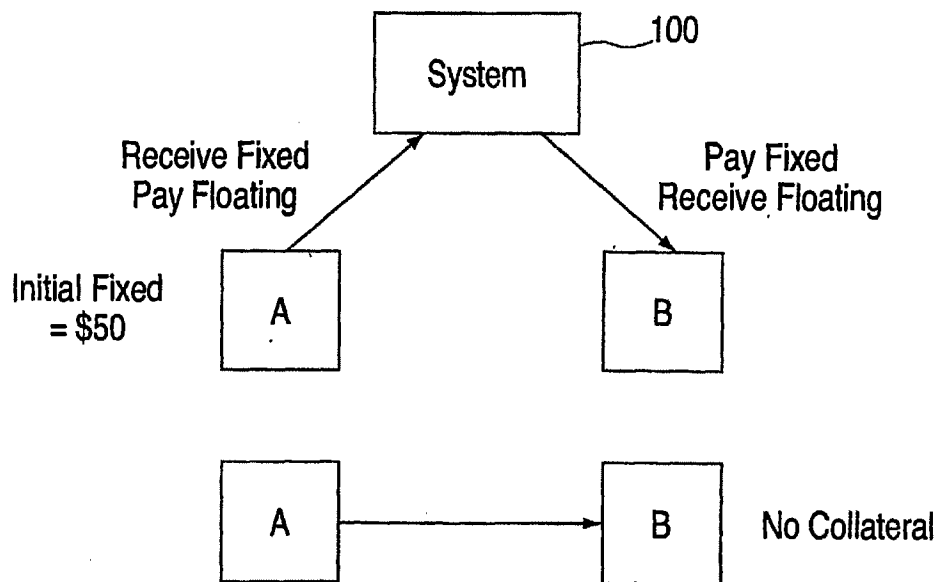 100
System
Receive Fixed
Pay Floating
Pay Fixed
Receive Floating
Initial Fixed
= $50
A
B
A
B
No Collateral